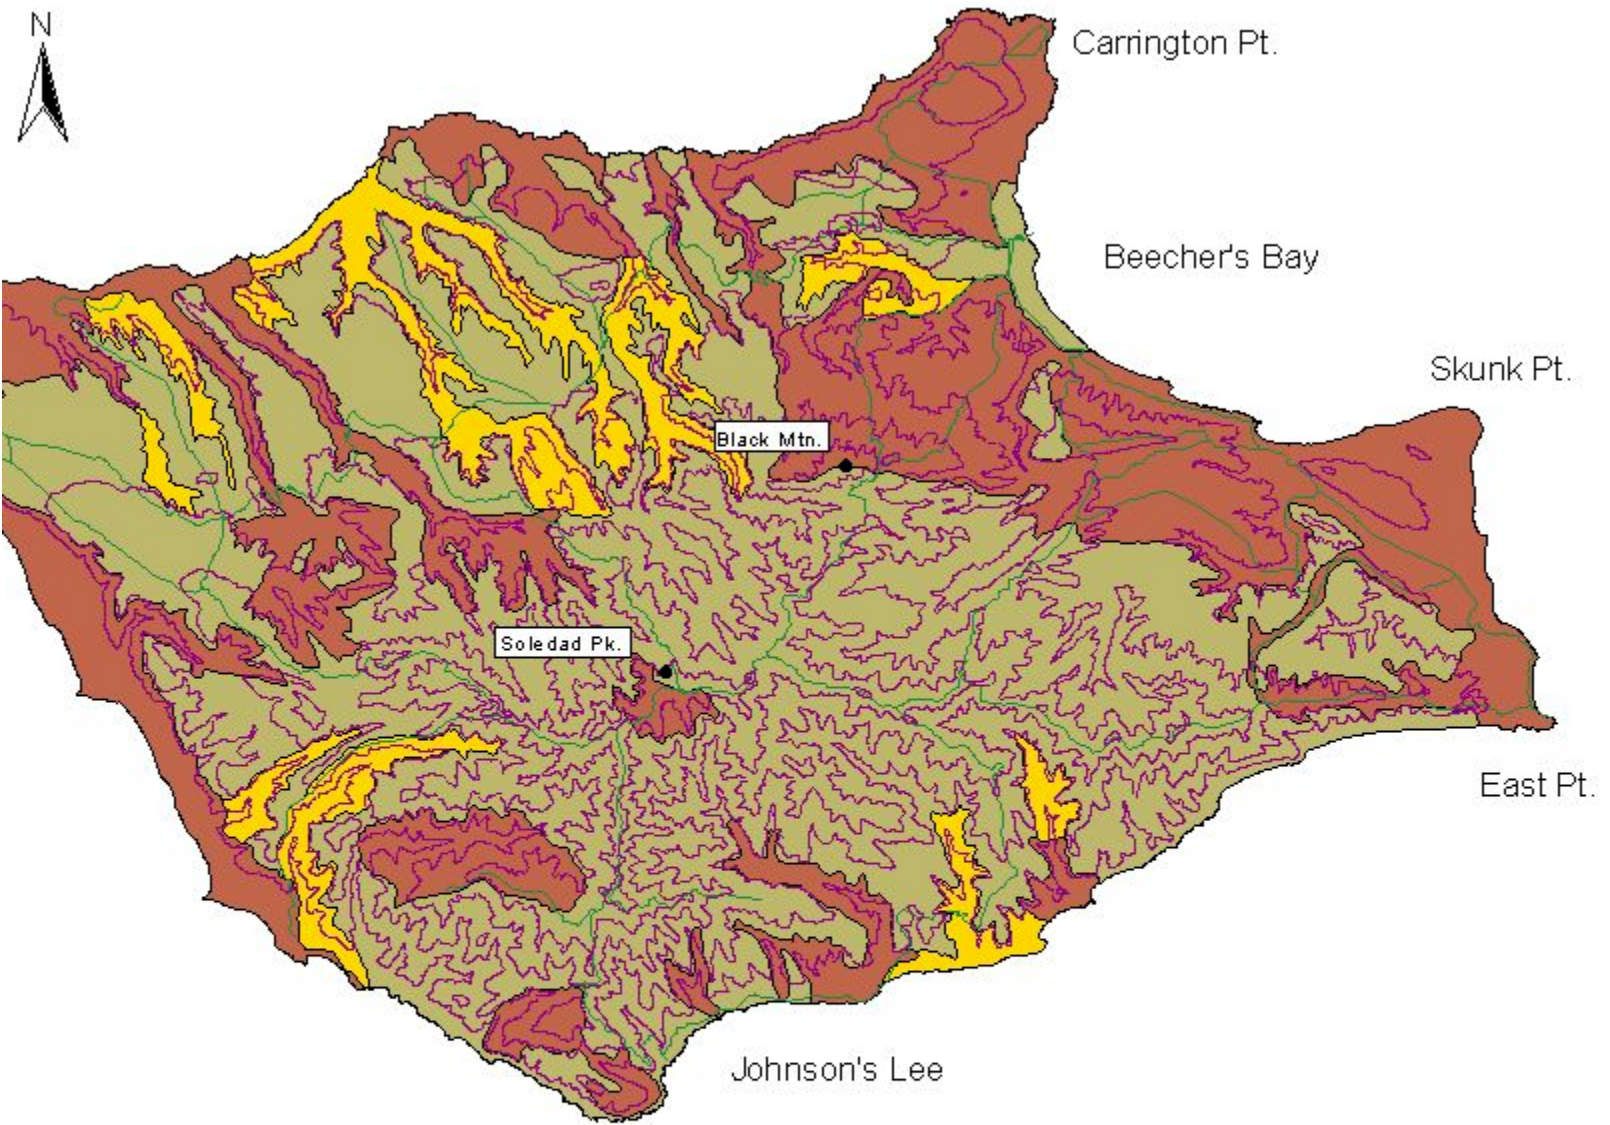 N
Carrington Pt.
Beecher's Bay
Skunk Pt.
Black Mtn.
Soledad Pk.
East Pt.
Johnson's Lee